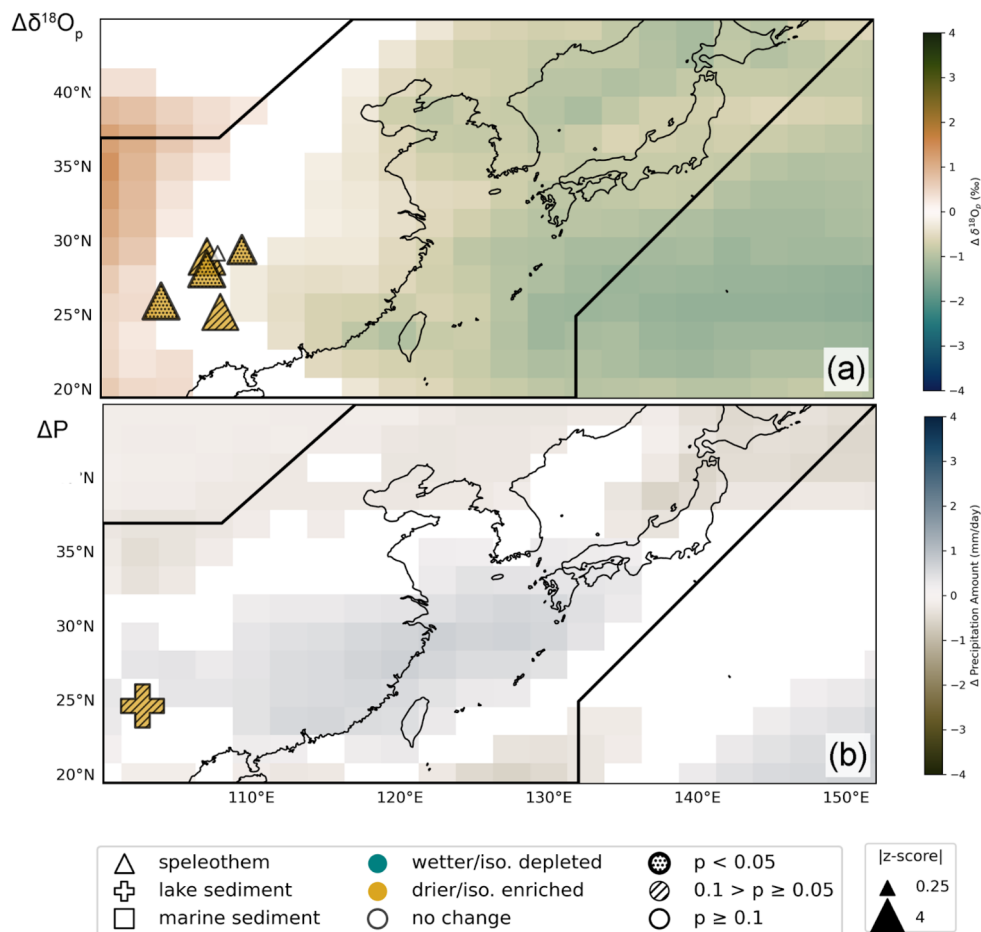 Δδ¹⁸Oₚ
40°N
35°N
30°N
25°N
20°N
(a)
4
3
2
1
0
−1
−2
−3
−4
Δ δ¹⁸Oₚ (‰)
ΔP
'N
35°N
30°N
25°N
20°N
(b)
110°E 120°E 130°E 140°E 150°E
4
3
2
1
0
−1
−2
−3
−4
Δ Precipitation Amount (mm/day)
speleothem wetter/iso. depleted p < 0.05
lake sediment drier/iso. enriched 0.1 > p ≥ 0.05
marine sediment no change p ≥ 0.1
|z-score|
0.25
4